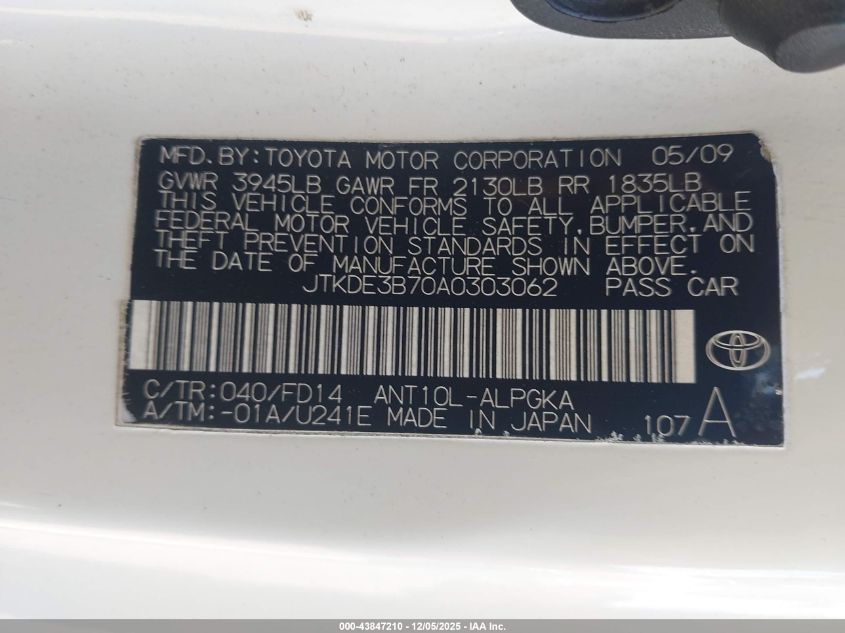 MFD. BY: TOYOTA MOTOR CORPORATION 05/09
GVWR 3945LB GAWR FR 2130LB RR 1835LB
THIS VEHICLE CONFORMS TO ALL APPLICABLE
FEDERAL MOTOR VEHICLE SAFETY, BUMPER, AND
THEFT PREVENTION STANDARDS IN EFFECT ON
THE DATE OF MANUFACTURE SHOWN ABOVE.
JTKDE3B70A0303062 PASS CAR
C/TR: 040/FD14 ANT10L-ALPGKA
A/TM: -01A/U241E MADE IN JAPAN 107 A
000-43847210 - 12/05/2025 - IAA Inc.